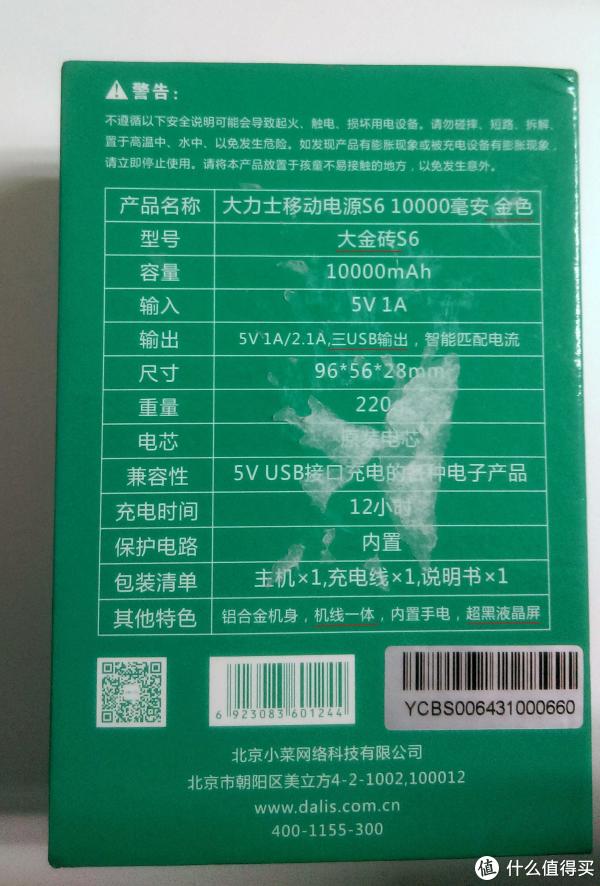 警告：
不遵循以下安全说明可能会导致起火、触电、损坏用电设备。请勿碰撞、短路、拆解、
置于高温中、水中、以免发生危险。如发现产品有膨胀现象或被充电设备有膨胀现象，
请立即停止使用。请将本产品放置于孩童不易接触的地方，以免发生意外。
产品名称 大力士移动电源S6 10000毫安 金色
型号 大金砖S6
容量 10000mAh
输入 5V 1A
输出 5V 1A/2.1A,三USB输出，智能匹配电流
尺寸 96*56*28mm
重量 220
电芯 原装电芯
兼容性 5V USB接口充电的各种电子产品
充电时间 12小时
保护电路 内置
包装清单 主机×1,充电线×1,说明书×1
其他特色 铝合金机身，机线一体，内置手电，超黑液晶屏
6 923083 601244
YCBS006431000660
北京小菜网络科技有限公司
北京市朝阳区美立方4-2-1002,100012
www.dalis.com.cn
400-1155-300
值 什么值得买